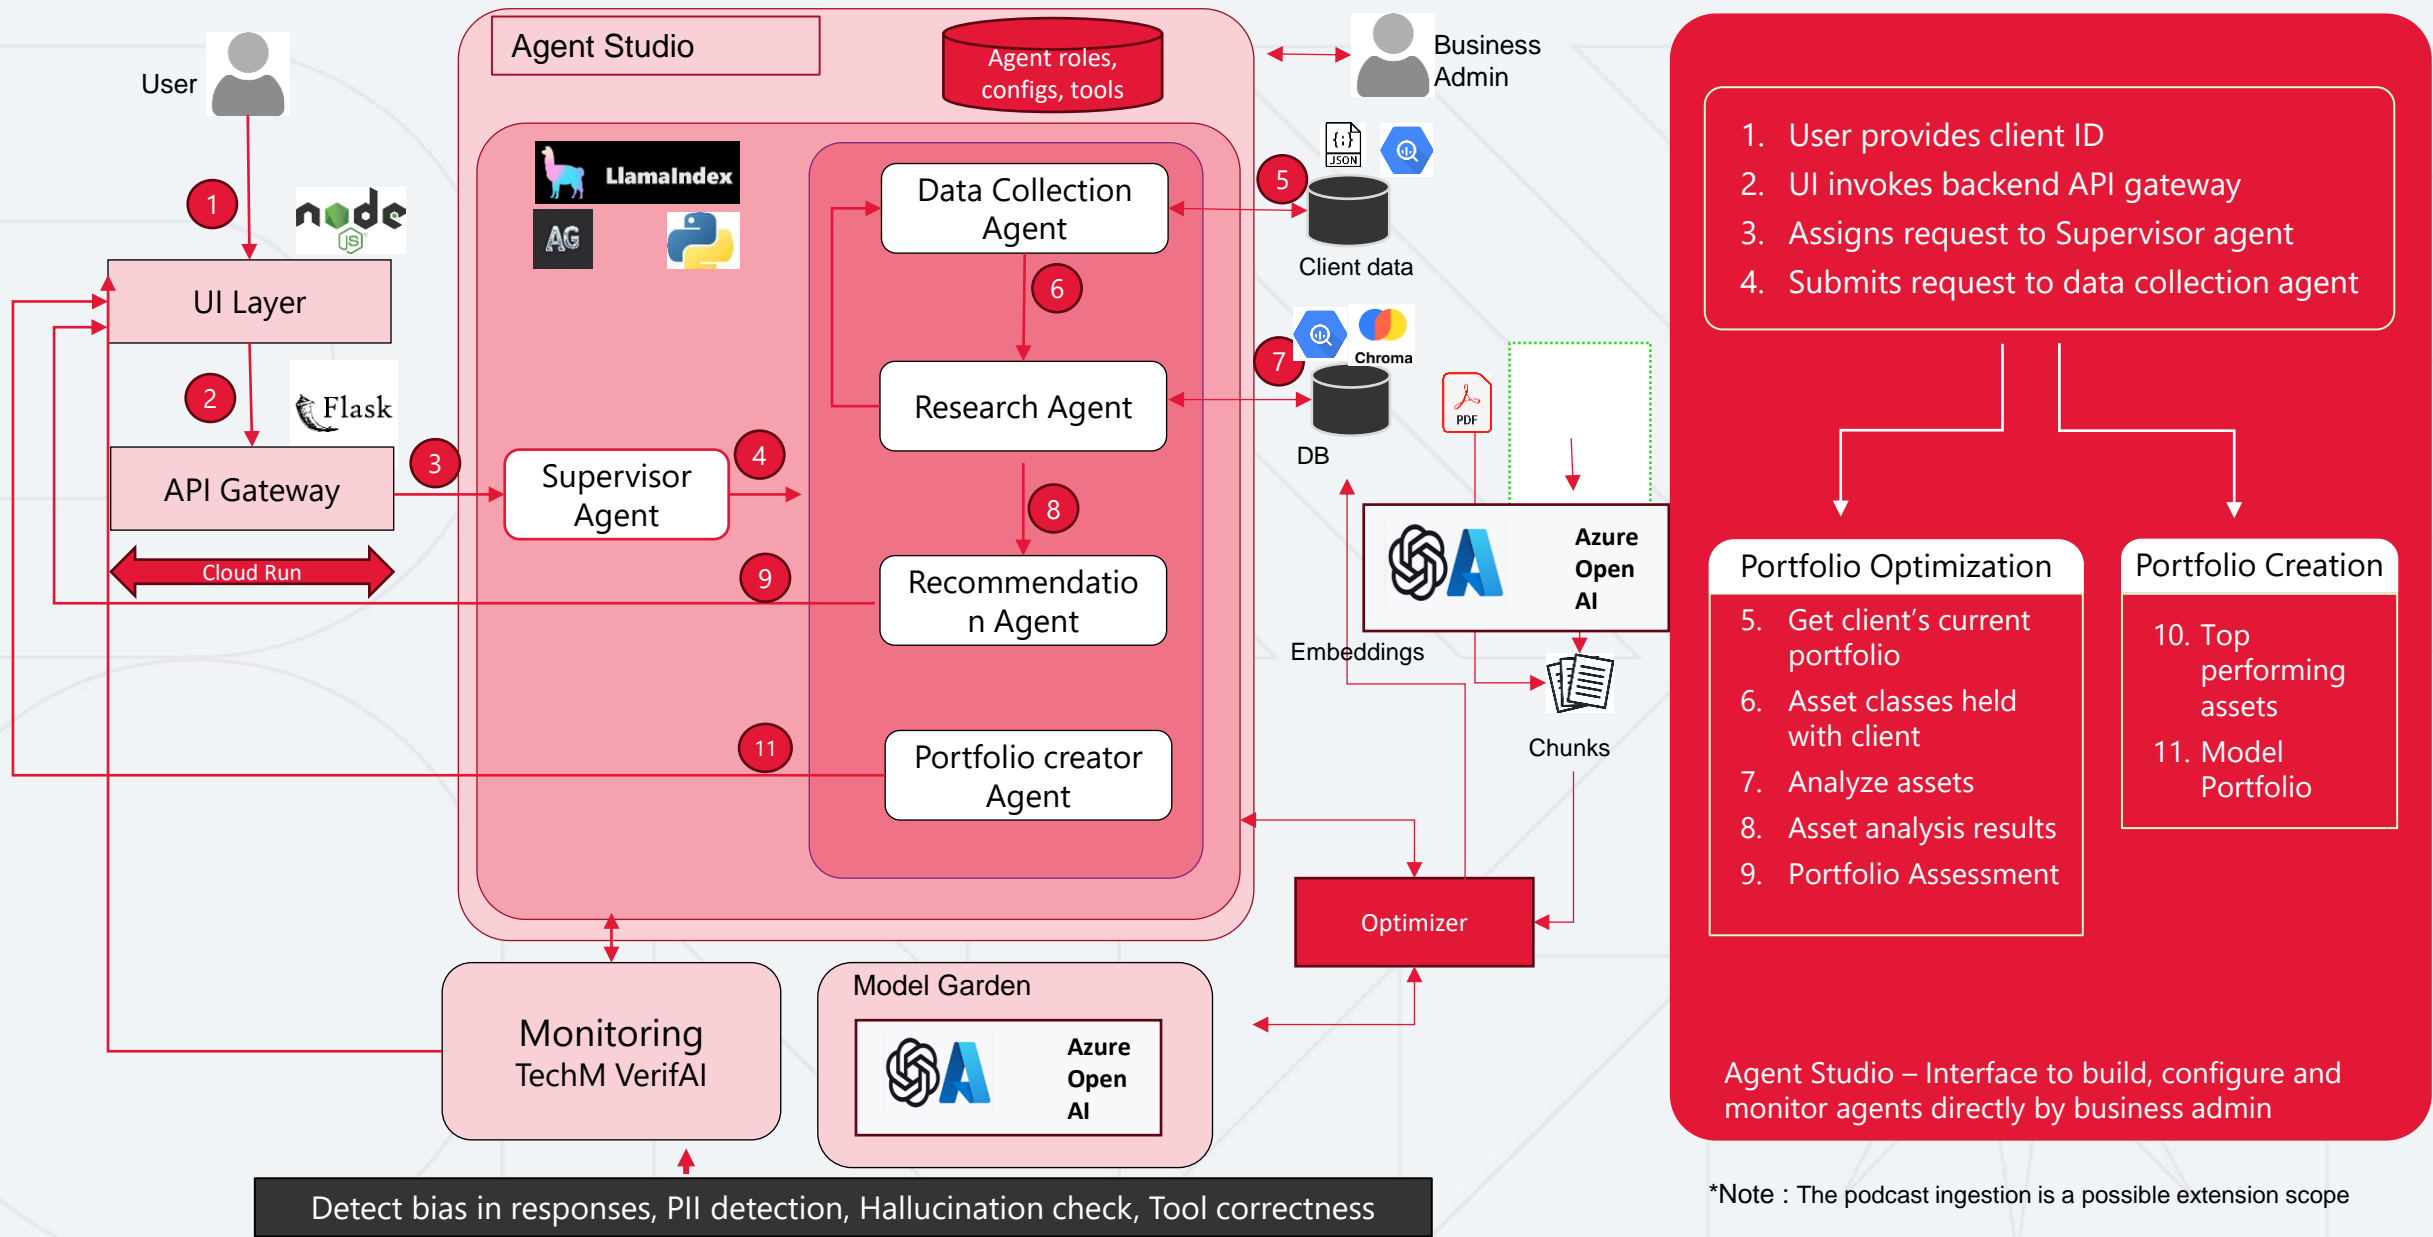 User
Agent Studio
Agent roles,
configs, tools
Business
Admin
1
node
JS
LlamaIndex
AG
Data Collection
Agent
5
{;}
JSON
Client data
UI Layer
6
2
Flask
Research Agent
7
Chroma
DB
PDF
API Gateway
3
Supervisor
Agent
4
8
Cloud Run
9
Recommendatio
n Agent
Azure
Open
AI
Embeddings
Chunks
11
Portfolio creator
Agent
Optimizer
Monitoring
TechM VerifAI
Model Garden
Azure
Open
AI
Detect bias in responses, PII detection, Hallucination check, Tool correctness
1. User provides client ID
2. UI invokes backend API gateway
3. Assigns request to Supervisor agent
4. Submits request to data collection agent
Portfolio Optimization
5. Get client’s current
portfolio
6. Asset classes held
with client
7. Analyze assets
8. Asset analysis results
9. Portfolio Assessment
Portfolio Creation
10. Top
performing
assets
11. Model
Portfolio
Agent Studio – Interface to build, configure and
monitor agents directly by business admin
*Note : The podcast ingestion is a possible extension scope